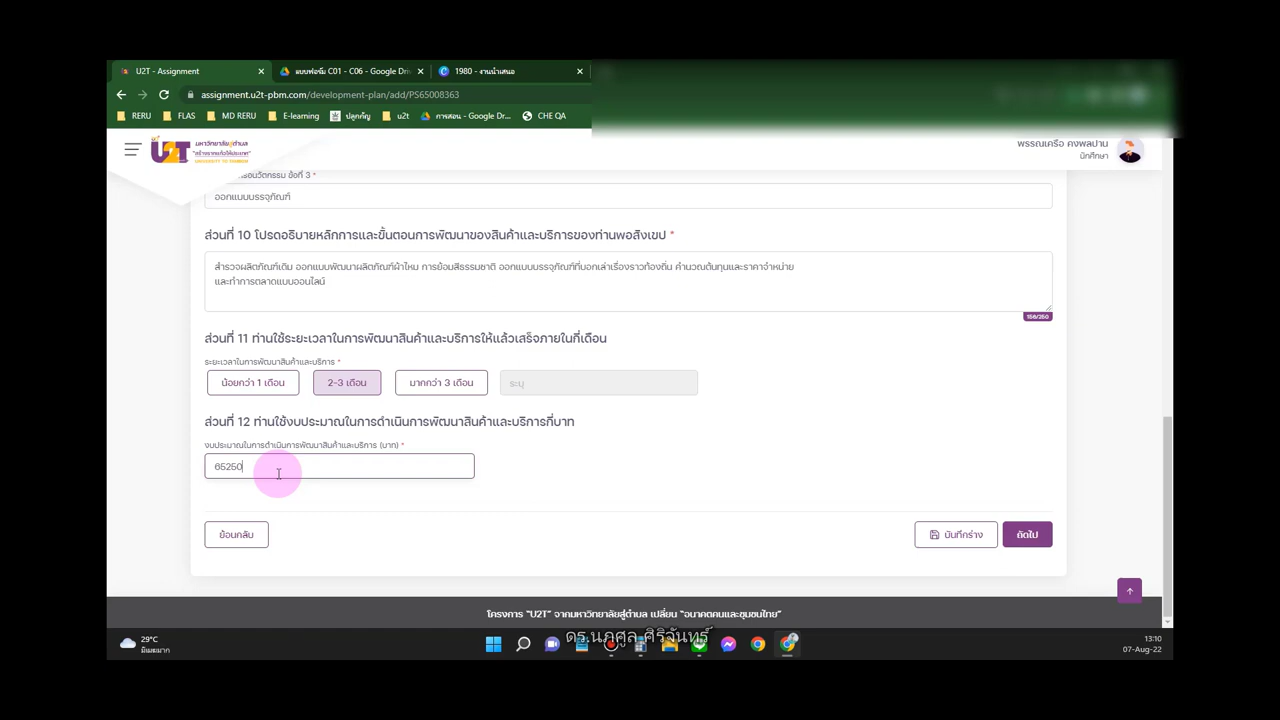 U2T - Assignment
แบบฟอร์ม C01 - C06 - Google Dri
1980 - งานนำเสนอ
assignment.u2t-pbm.com/development-plan/add/PS65008363
RERU
FLAS
MD RERU
E-learning
ปลูกกัญ
u2t
การสอน - Google Dr...
CHE QA
U2T
มหาวิทยาลัยสู่ตำบล
UNIVERSITY TO TAMBON
พรรณเครือ คงพลปาน
นักศึกษา
ออกแบบบรรจุภัณฑ์
ส่วนที่ 10 โปรดอธิบายหลักการและขั้นตอนการพัฒนาของสินค้าและบริการของท่านพอสังเขป *
สำรวจผลิตภัณฑ์เดิม ออกแบบพัฒนาผลิตภัณฑ์ผ้าไหม การย้อมสีธรรมชาติ ออกแบบบรรจุภัณฑ์ที่บอกเล่าเรื่องราวท้องถิ่น คำนวณต้นทุนและราคาจำหน่าย
และทำการตลาดแบบออนไลน์
158/250
ส่วนที่ 11 ท่านใช้ระยะเวลาในการพัฒนาสินค้าและบริการให้แล้วเสร็จภายในกี่เดือน
ระยะเวลาในการพัฒนาสินค้าและบริการ *
น้อยกว่า 1 เดือน
2-3 เดือน
มากกว่า 3 เดือน
ระบุ
ส่วนที่ 12 ท่านใช้งบประมาณในการดำเนินการพัฒนาสินค้าและบริการกี่บาท
งบประมาณในการดำเนินการพัฒนาสินค้าและบริการ (บาท) *
65250
ย้อนกลับ
บันทึกร่าง
ถัดไป
โครงการ "U2T" จากมหาวิทยาลัยสู่ตำบล เปลี่ยน "อนาคตคนและชุมชนไทย"
ดร.นภศูล ศิริจันทร์
29°C
มีเมฆมาก
13:10
07-Aug-22